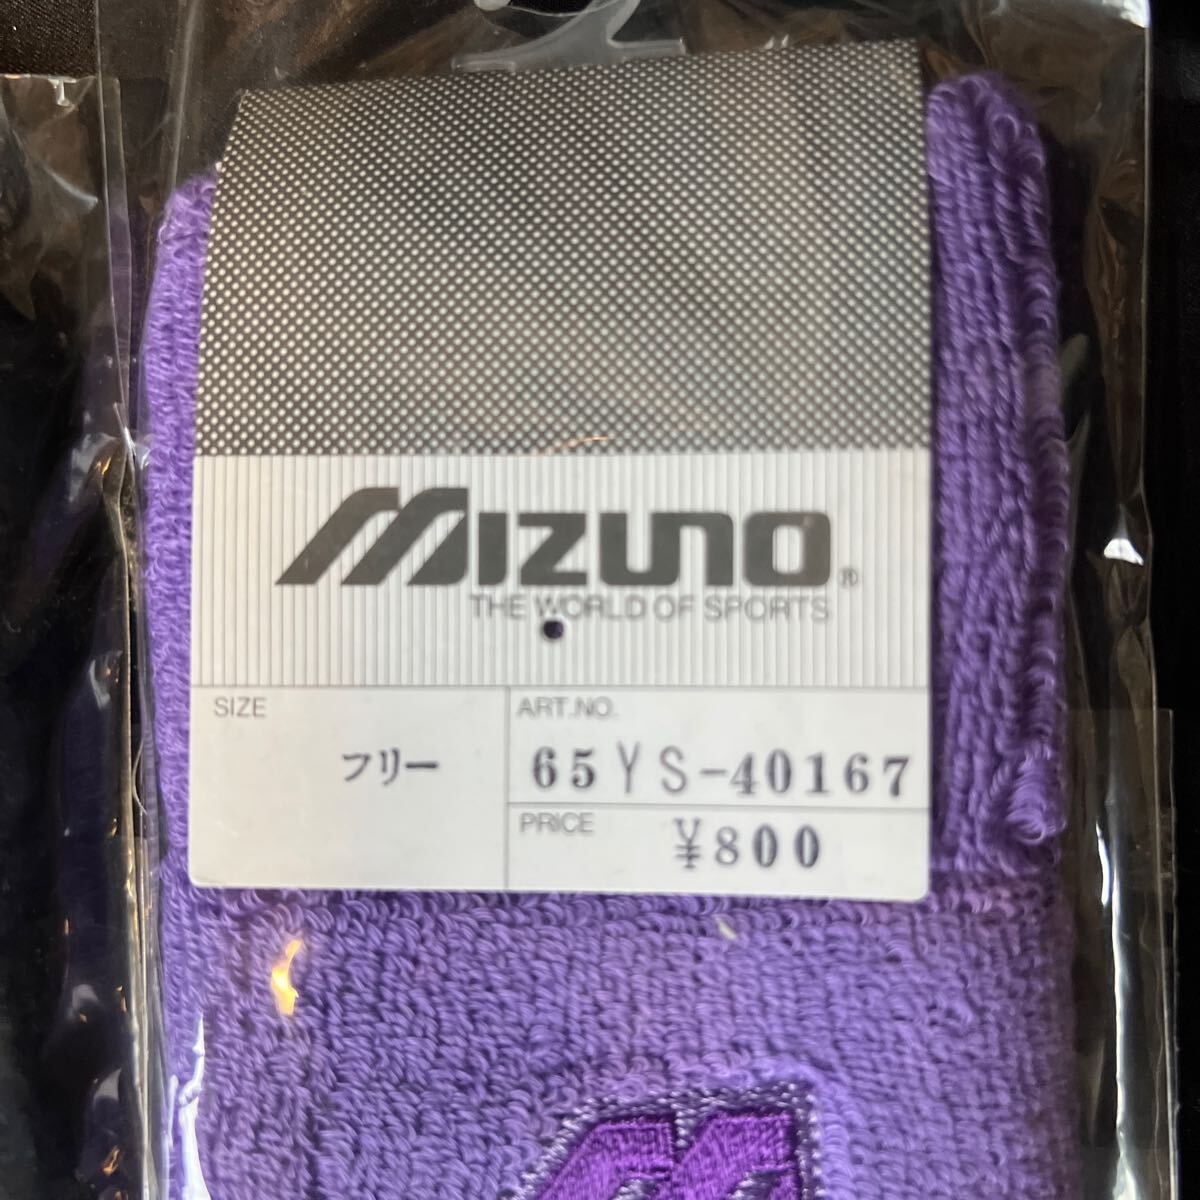 MIZUNO®
THE WORLD OF SPORTS
SIZE
フリー
ART.NO.
65YS-40167
PRICE
¥800